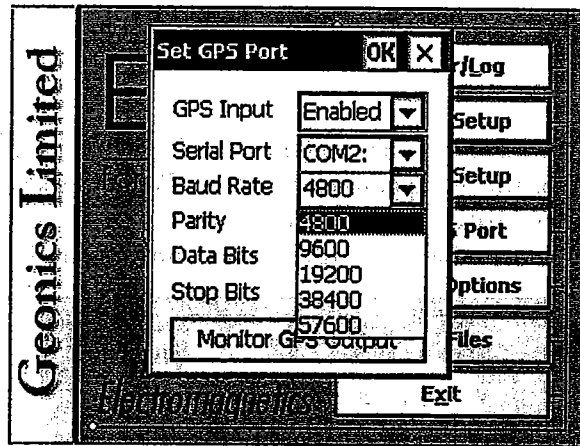 Geonics Limited
Set GPS Port OK ×
GPS Input Enabled
Serial Port COM2:
Baud Rate 4800
Parity
Data Bits
Stop Bits
4800
9600
19200
38400
57600
Monitor GPS Output
r/Log
Setup
Setup
Port
Options
iles
Exit
Electromagnetics